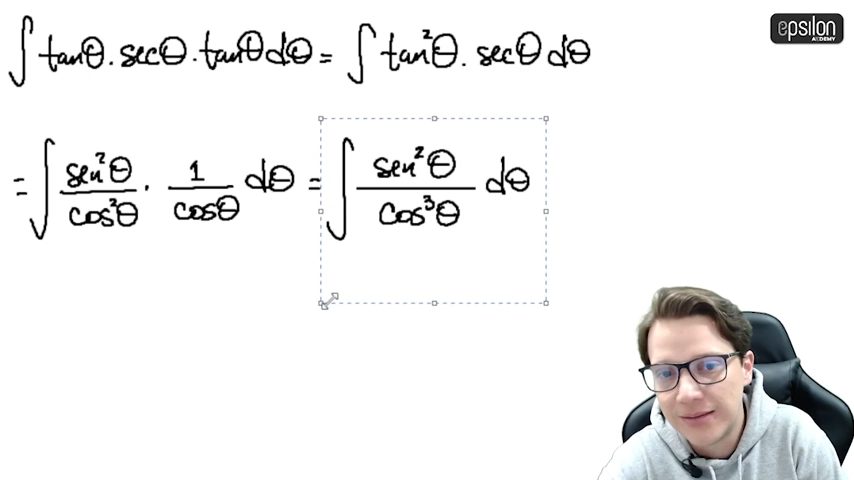 epsilon
ACADEMY
∫ tanθ . secθ . tanθ dθ = ∫ tan²θ . secθ dθ
= ∫ sen²θ/cos²θ . 1/cosθ dθ = ∫ sen²θ/cos³θ dθ